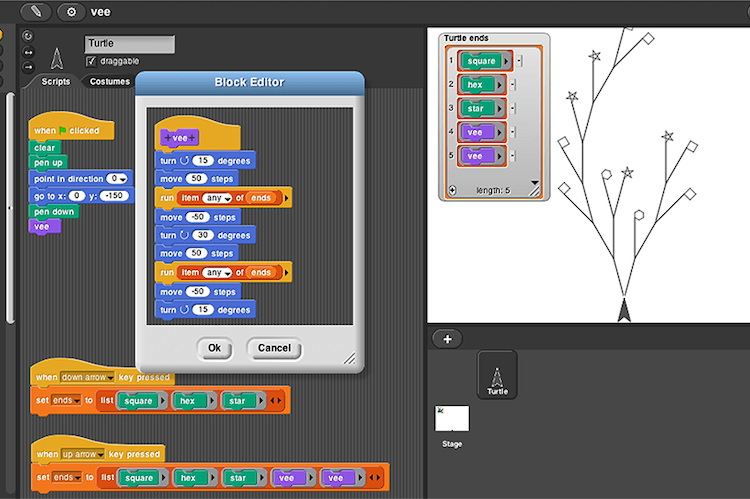 vee
Turtle
draggable
Scripts
Costumes
when clicked
clear
pen up
point in direction 0
go to x: 0 y: -150
pen down
vee
Block Editor
+ vee +
turn 15 degrees
move 50 steps
run item any of ends
move -50 steps
turn 30 degrees
move 50 steps
run item any of ends
move -50 steps
turn 15 degrees
Ok
Cancel
when down arrow key pressed
set ends to list square hex star
when up arrow key pressed
set ends to list square hex star vee vee
Turtle ends
1 square
2 hex
3 star
4 vee
5 vee
+ length: 5
+
Turtle
Stage